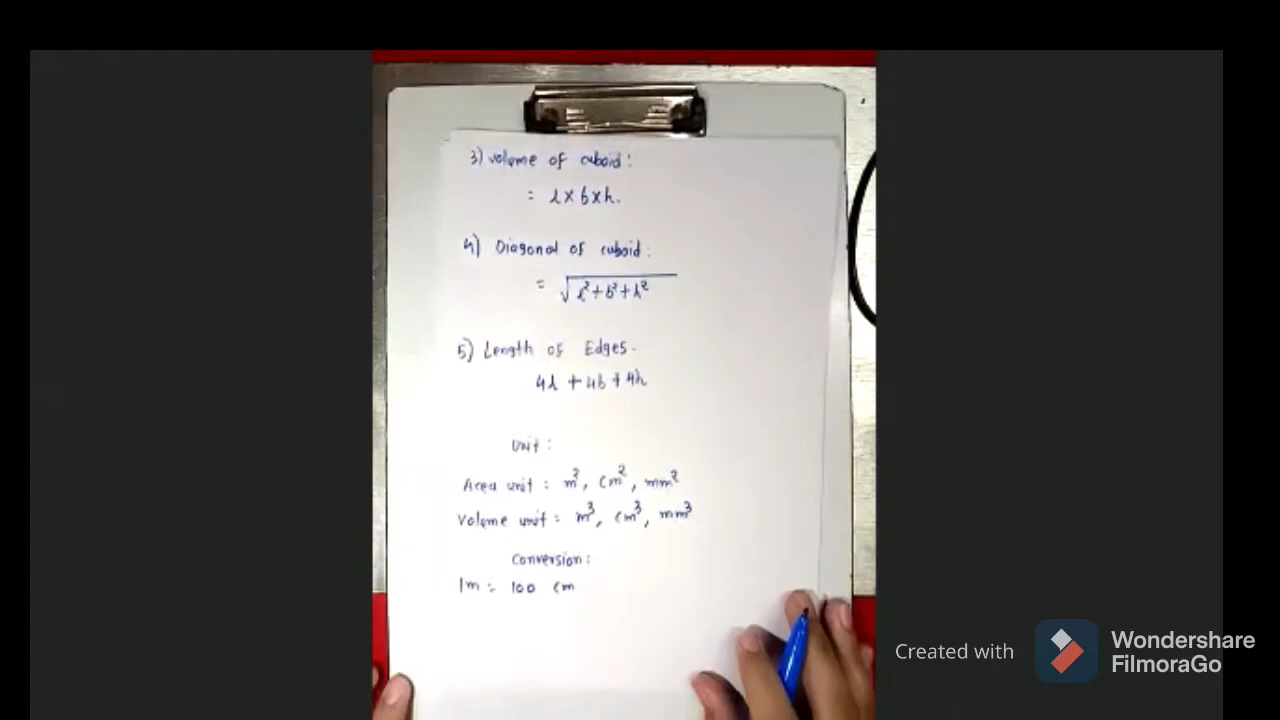 3) Volume of cuboid:
= l × b × h.
4) Diagonal of cuboid:
= √l²+b²+h²
5) Length of Edges.
4l + 4b + 4h
Unit:
Area unit : m², cm², mm²
Volume unit = m³, cm³, mm³
Conversion:
1m = 100 cm
Created with
Wondershare
FilmoraGo